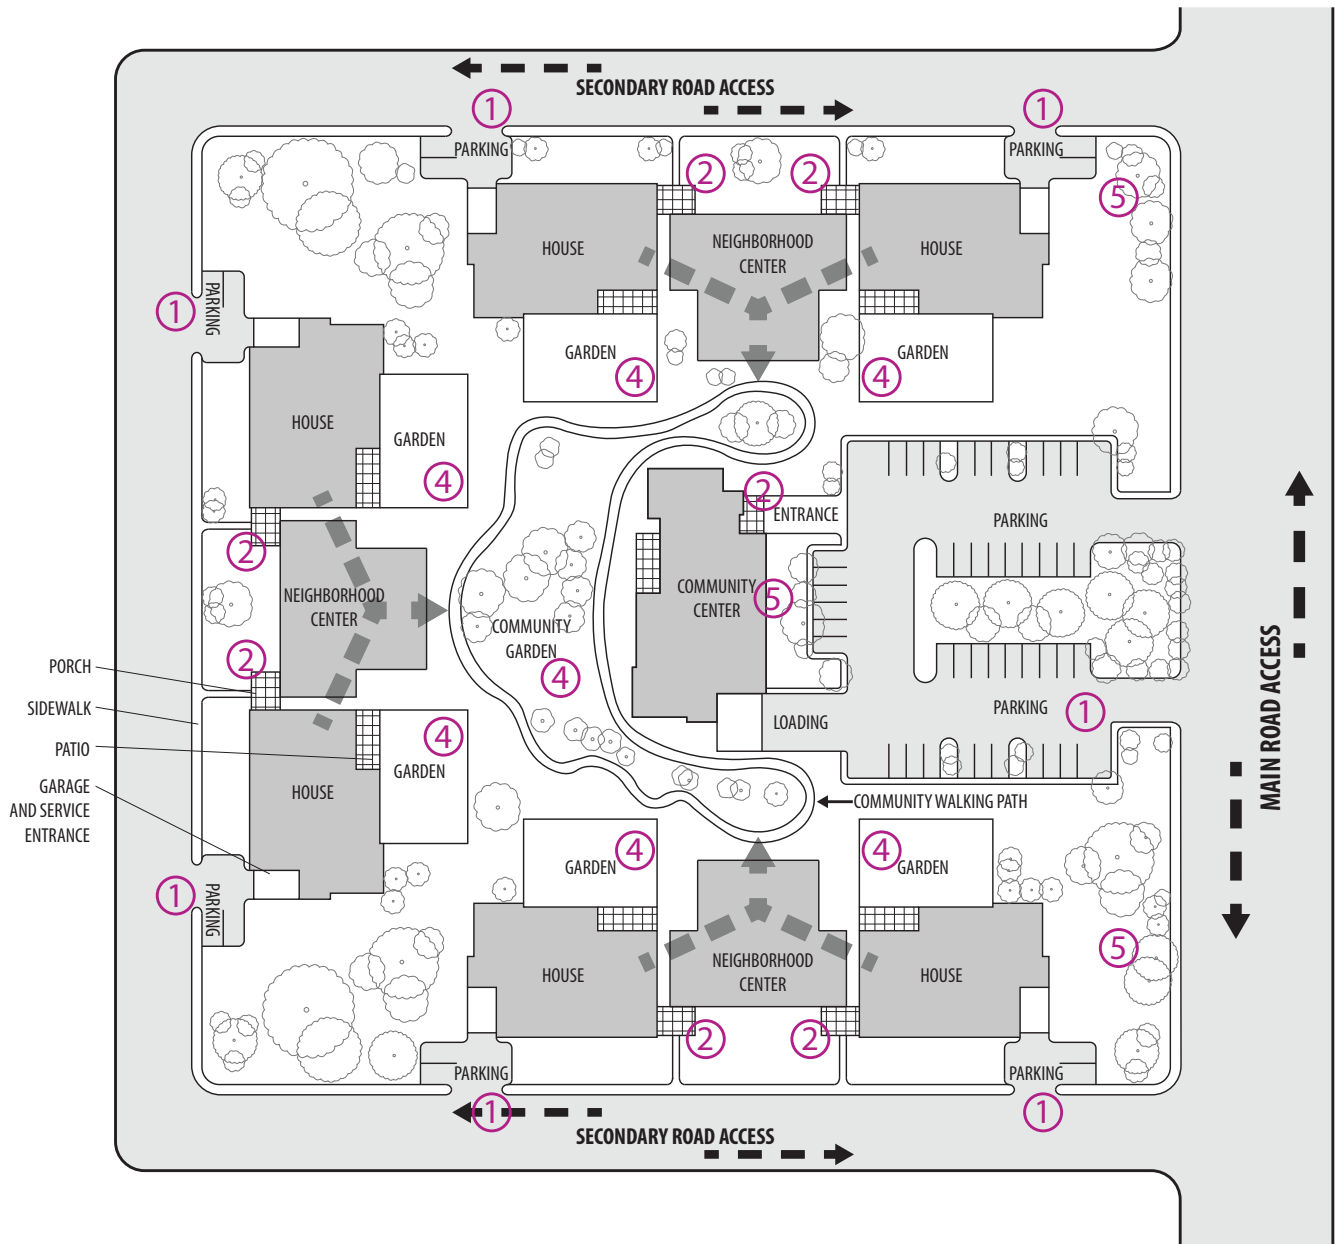 SECONDARY ROAD ACCESS
1
1
PARKING
PARKING
2
2
5
HOUSE
NEIGHBORHOOD
CENTER
HOUSE
1
PARKING
GARDEN
4
GARDEN
4
HOUSE
GARDEN
4
2
ENTRANCE
PARKING
2
NEIGHBORHOOD
CENTER
COMMUNITY
CENTER
5
COMMUNITY
GARDEN
4
2
PORCH
SIDEWALK
PATIO
GARAGE
AND SERVICE
ENTRANCE
4
GARDEN
HOUSE
LOADING
PARKING
1
MAIN ROAD ACCESS
COMMUNITY WALKING PATH
GARDEN
4
GARDEN
4
1
PARKING
HOUSE
NEIGHBORHOOD
CENTER
HOUSE
5
2
2
PARKING
PARKING
1
1
SECONDARY ROAD ACCESS